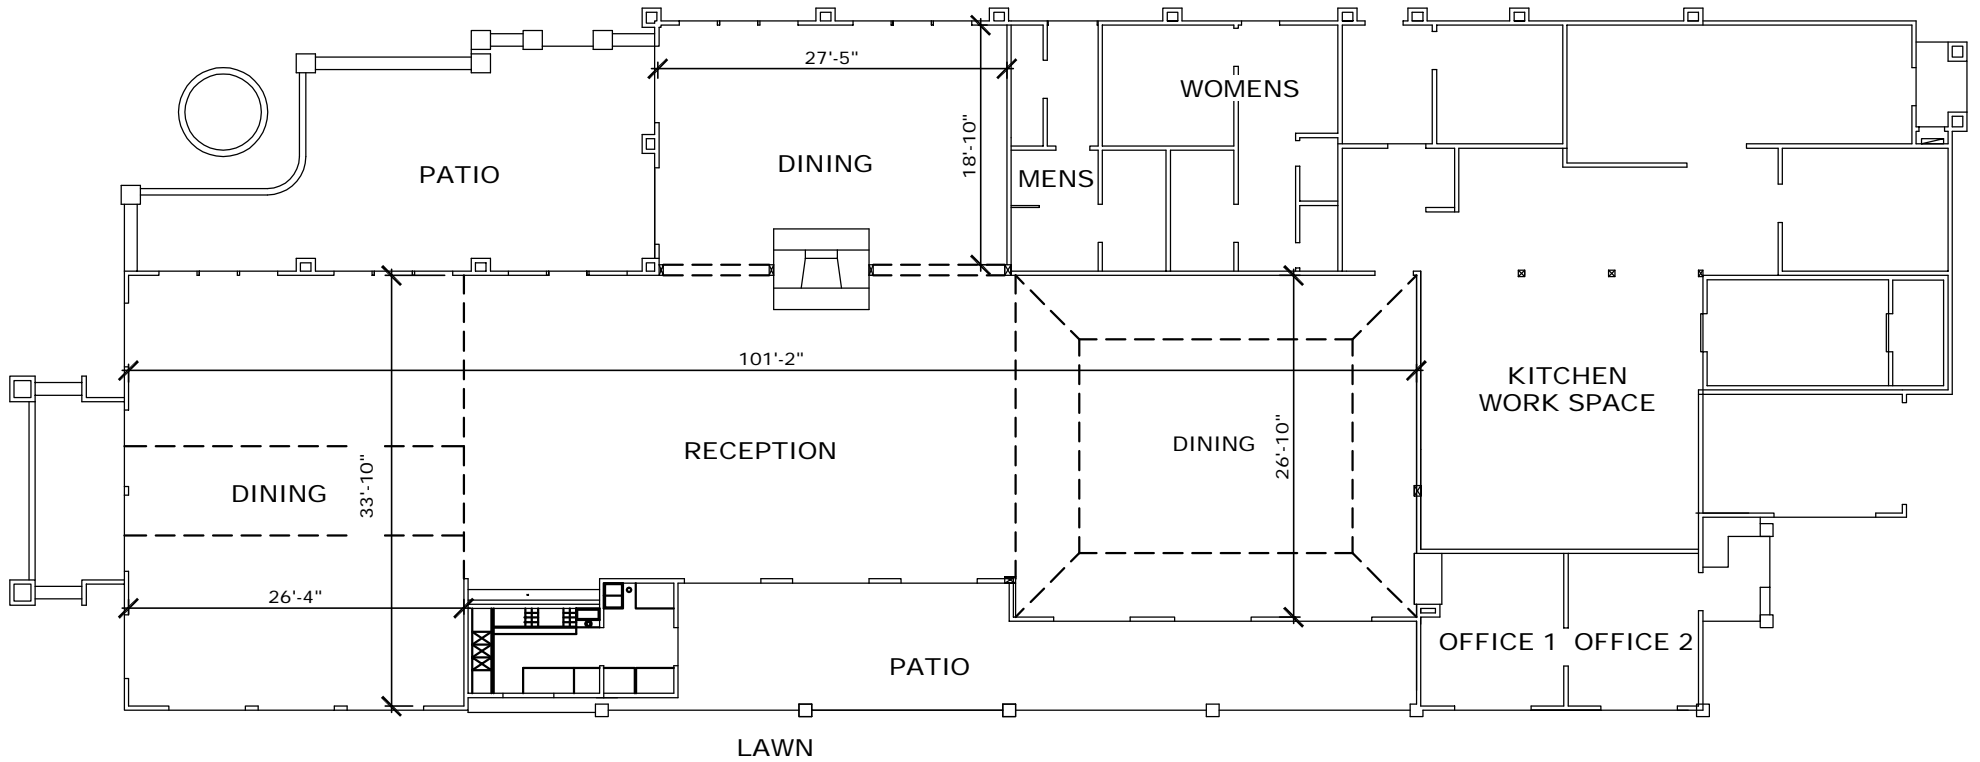 27'-5"
WOMENS
18'-10"
DINING
PATIO
MENS
101'-2"
KITCHEN
WORK SPACE
RECEPTION
DINING
26'-10"
DINING
33'-10"
26'-4"
OFFICE 1
OFFICE 2
PATIO
LAWN